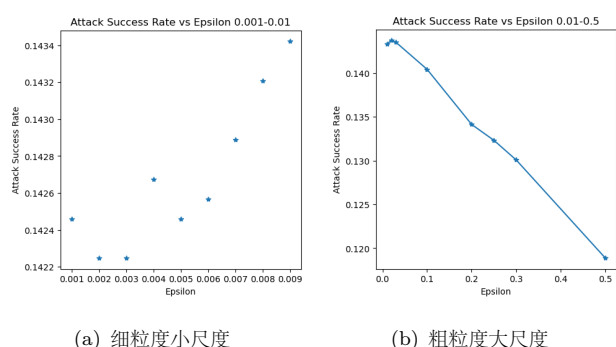 Attack Success Rate vs Epsilon 0.001-0.01
0.1434
0.1432
0.1430
0.1428
0.1426
0.1424
0.1422
Attack Success Rate
0.001 0.002 0.003 0.004 0.005 0.006 0.007 0.008 0.009
Epsilon
(a) 细粒度小尺度
Attack Success Rate vs Epsilon 0.01-0.5
0.140
0.135
0.130
0.125
0.120
Attack Success Rate
0.0 0.1 0.2 0.3 0.4 0.5
Epsilon
(b) 粗粒度大尺度